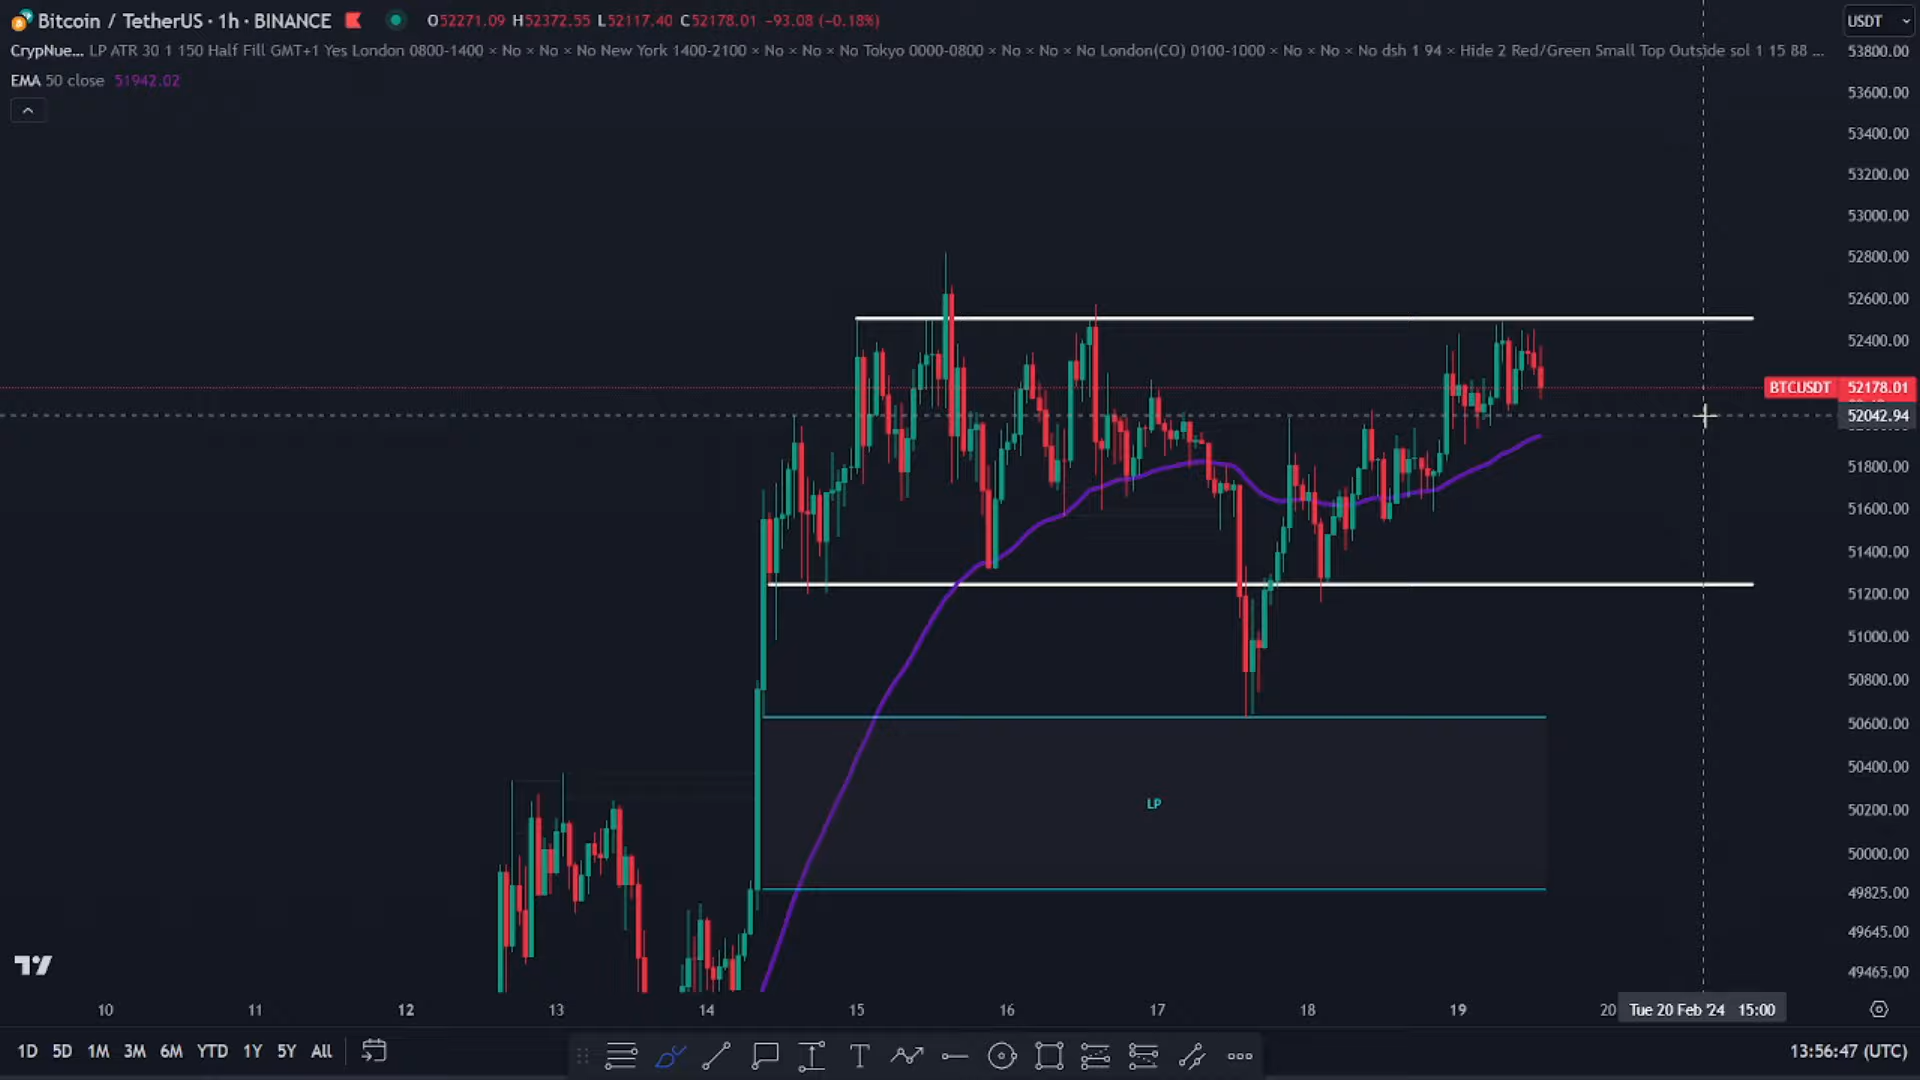 Bitcoin / TetherUS · 1h · BINANCE O52271.09 H52372.55 L52117.40 C52178.01 −93.08 (−0.18%)
USDT
CrypNue... LP ATR 30 1 150 Half Fill GMT+1 Yes London 0800-1400 × No × No × No New York 1400-2100 × No × No × No Tokyo 0000-0800 × No × No × No London(CO) 0100-1000 × No × No × No dsh 1 94 × Hide 2 Red/Green Small Top Outside sol 1 15 88 ...
EMA 50 close 51942.02
53800.00
53600.00
53400.00
53200.00
53000.00
52800.00
52600.00
52400.00
BTCUSDT 52178.01
52042.94
51800.00
51600.00
51400.00
51200.00
51000.00
50800.00
50600.00
50400.00
LP
50200.00
50000.00
49825.00
49645.00
49465.00
10 11 12 13 14 15 16 17 18 19 20 Tue 20 Feb '24 15:00
1D 5D 1M 3M 6M YTD 1Y 5Y All
13:56:47 (UTC)